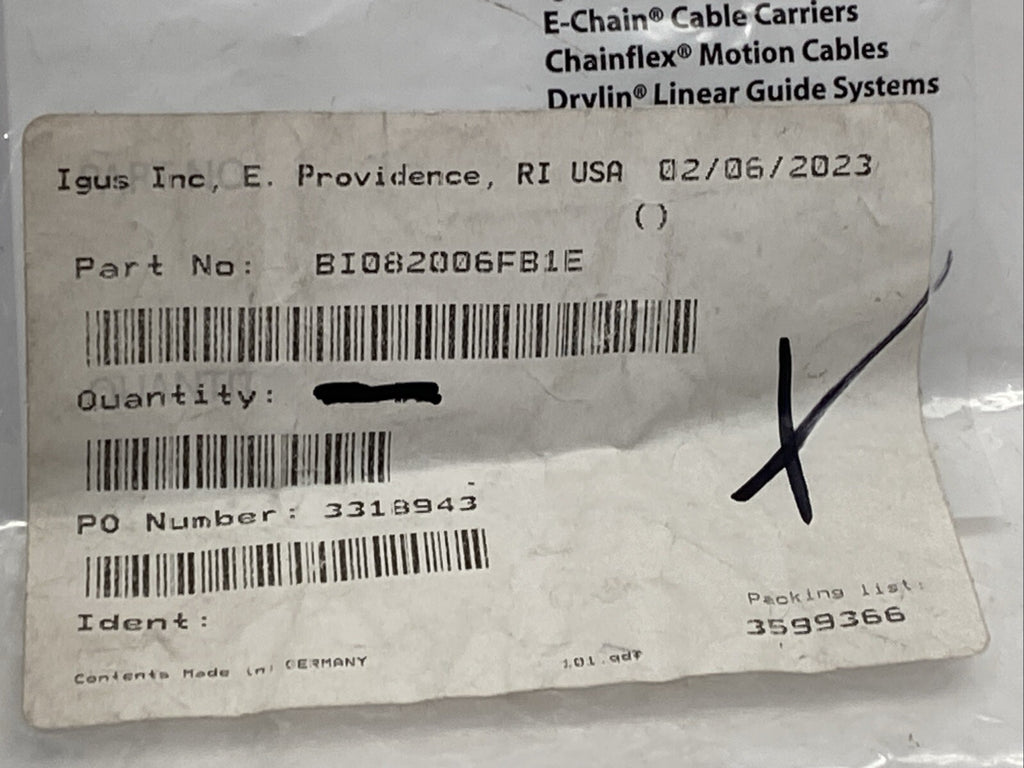 E-Chain® Cable Carriers
Chainflex® Motion Cables
Drylin® Linear Guide Systems
Igus Inc, E. Providence, RI USA 02/06/2023
()
Part No: BI082006FB1E
Quantity:
PO Number: 3318943
Ident:
Packing list:
3599366
Contents Made in: GERMANY
101.qdf